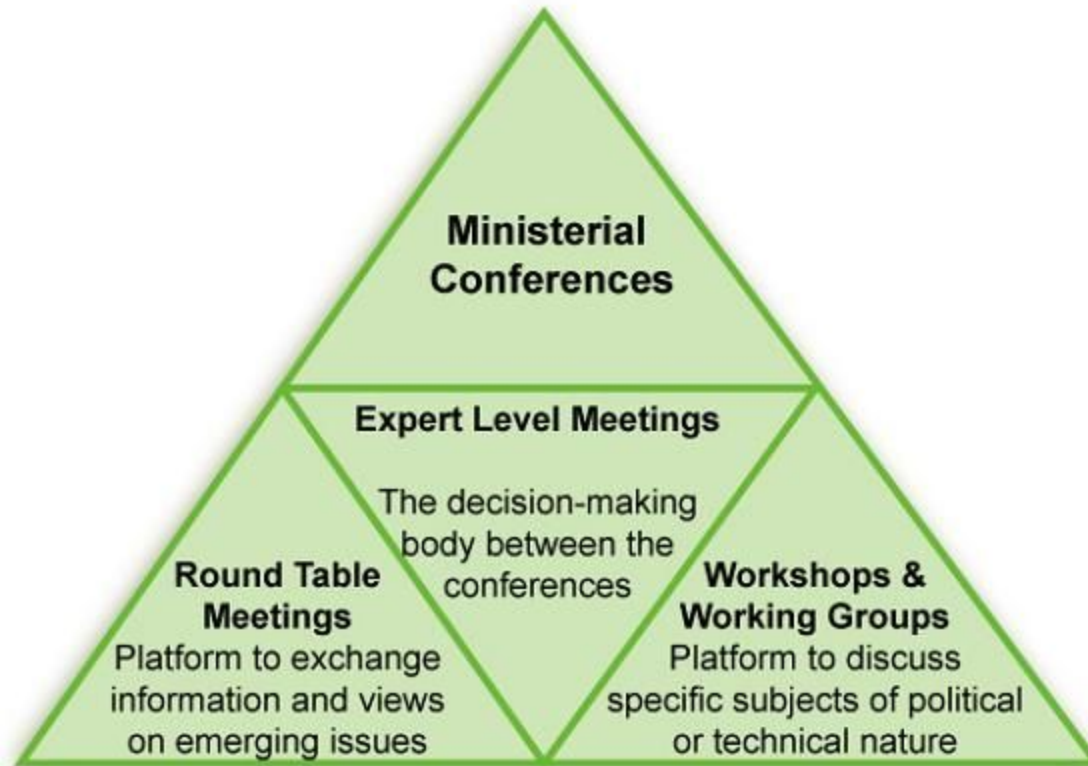 Ministerial
Conferences
Expert Level Meetings
The decision-making
body between the
conferences
Round Table
Meetings
Platform to exchange
information and views
on emerging issues
Workshops &
Working Groups
Platform to discuss
specific subjects of political
or technical nature